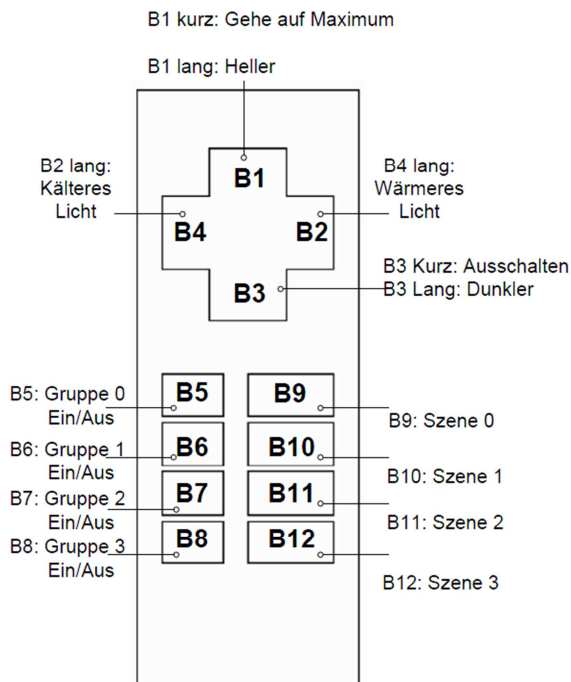 B1 kurz: Gehe auf Maximum
B1 lang: Heller
B2 lang:
Kälteres
Licht
B4 lang:
Wärmeres
Licht
B1
B4
B2
B3
B3 Kurz: Ausschalten
B3 Lang: Dunkler
B5: Gruppe 0
Ein/Aus
B5
B9
B9: Szene 0
B6: Gruppe 1
Ein/Aus
B6
B10
B10: Szene 1
B7: Gruppe 2
Ein/Aus
B7
B11
B11: Szene 2
B8: Gruppe 3
Ein/Aus
B8
B12
B12: Szene 3